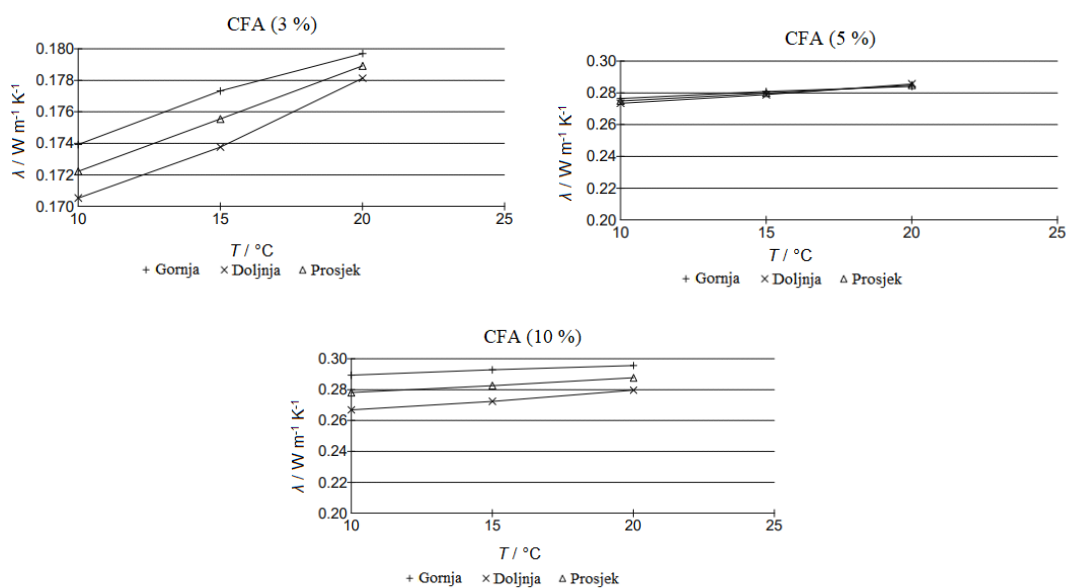 CFA (3 %)
0.180
0.178
0.176
0.174
0.172
0.170
λ / W m⁻¹ K⁻¹
10 15 20 25
T / °C
+ Gornja × Doljnja △ Prosjek
CFA (5 %)
0.30
0.28
0.26
0.24
0.22
0.20
λ / W m⁻¹ K⁻¹
10 15 20 25
T / °C
+ Gornja × Doljnja △ Prosjek
CFA (10 %)
0.30
0.28
0.26
0.24
0.22
0.20
λ / W m⁻¹ K⁻¹
10 15 20 25
T / °C
+ Gornja × Doljnja △ Prosjek